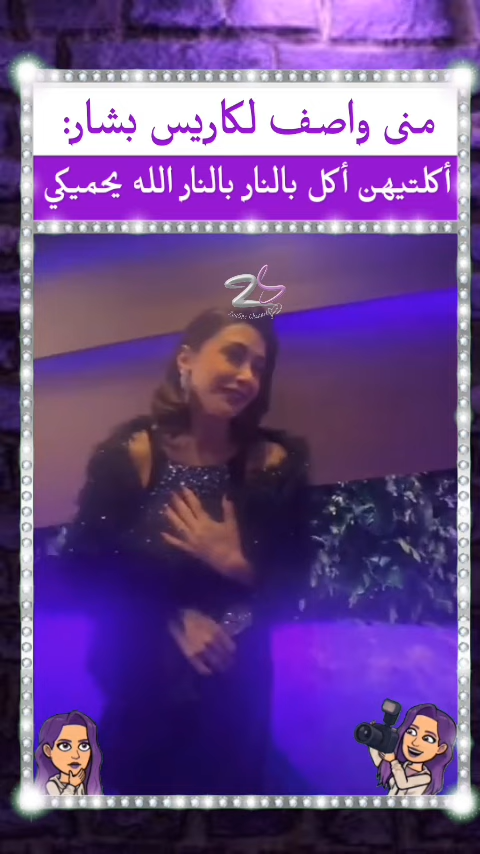 منى واصف لكاريس بشار:
أكلتيهن أكل بالنار بالنار الله يحميكي